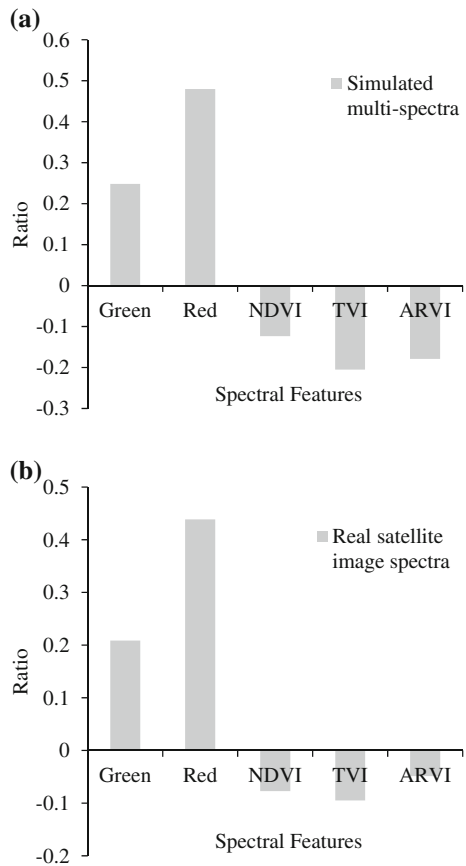 (a)
0.6
0.5
0.4
0.3
0.2
0.1
0
-0.1
-0.2
-0.3
Ratio
Simulated
multi-spectra
Green Red NDVI TVI ARVI
Spectral Features
(b)
0.5
0.4
0.3
0.2
0.1
0
-0.1
-0.2
Ratio
Real satellite
image spectra
Green Red NDVI TVI ARVI
Spectral Features